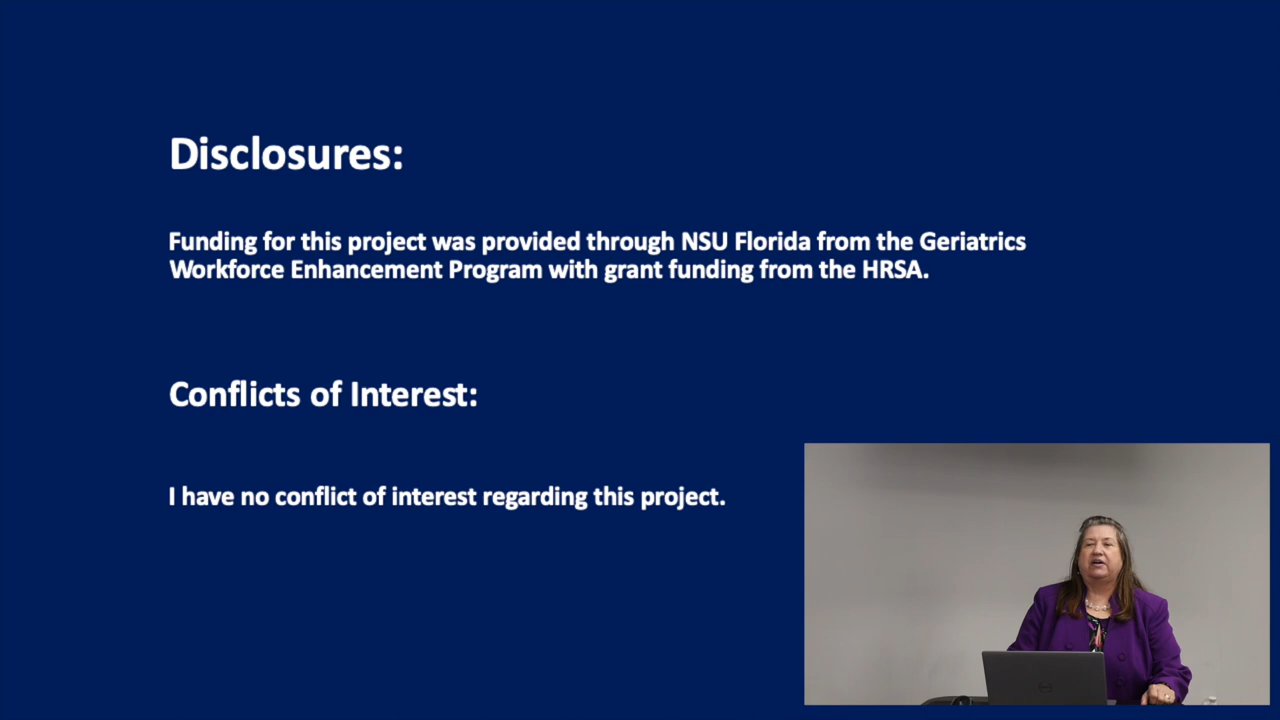 Disclosures:
Funding for this project was provided through NSU Florida from the Geriatrics
Workforce Enhancement Program with grant funding from the HRSA.
Conflicts of Interest:
I have no conflict of interest regarding this project.